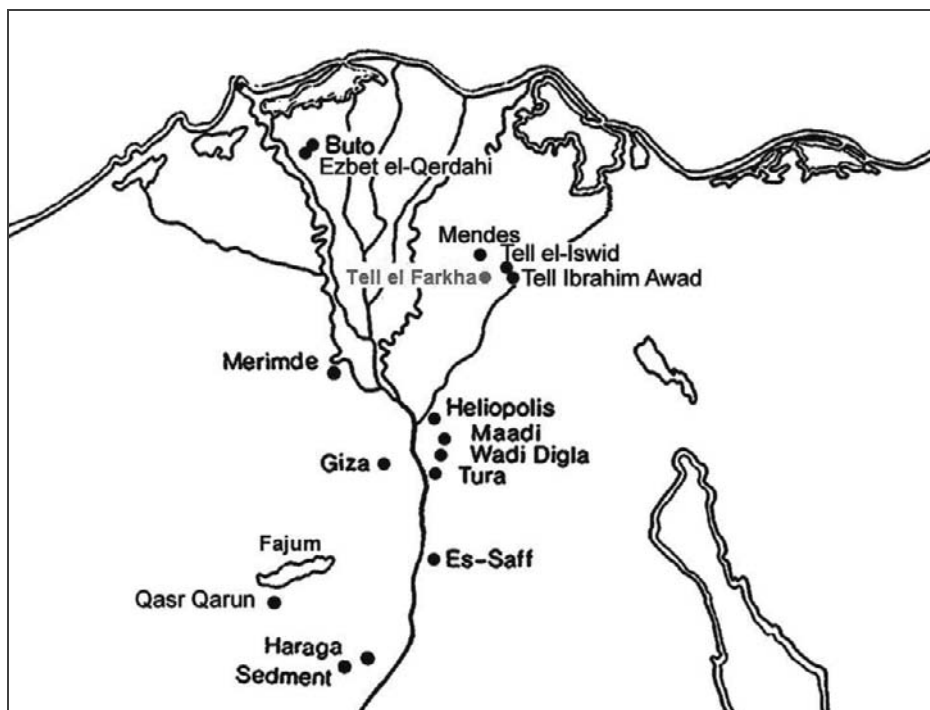 Buto
Ezbet el-Qerdahi
Mendes
Tell el-Iswid
Tell el Farkha
Tell Ibrahim Awad
Merimde
Heliopolis
Maadi
Wadi Digla
Giza
Tura
Fajum
Es-Saff
Qasr Qarun
Haraga
Sedment